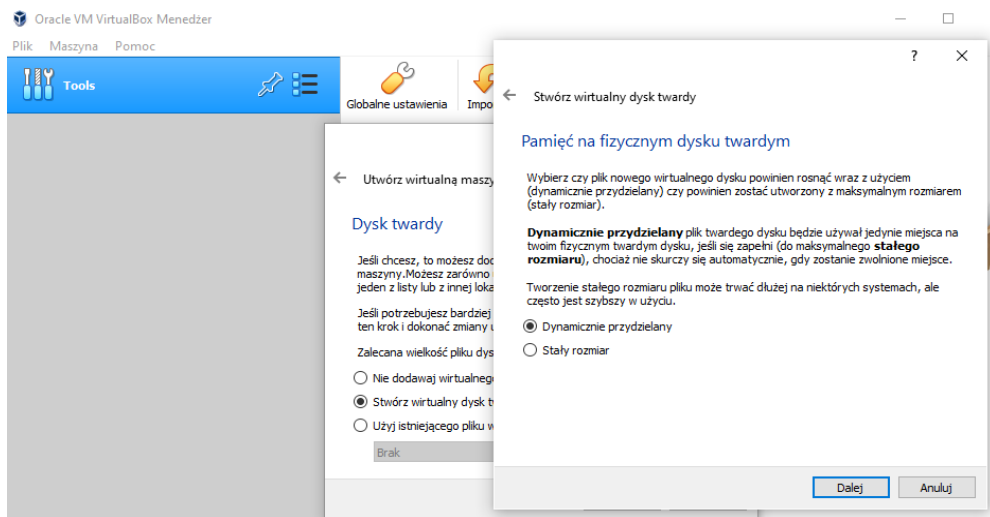 Oracle VM VirtualBox Menedżer
Plik Maszyna Pomoc
Tools
Globalne ustawienia
Utwórz wirtualną
Dysk twardy
Jeśli chcesz, to możesz
maszyny.Możesz zarówno
jeden z listy lub z innej
Jeśli potrzebujesz bardziej
ten krok i dokonać zmiany
Zalecana wielkość pliku
Nie dodawaj
Stwórz wirtualny dysk
Użyj istniejącego pliku
Brak
?
Stwórz wirtualny dysk twardy
Pamięć na fizycznym dysku twardym
Wybierz czy plik nowego wirtualnego dysku powinien rosnąć wraz z użyciem
(dynamicznie przydzielany) czy powinien zostać utworzony z maksymalnym rozmiarem
(stały rozmiar).
Dynamicznie przydzielany plik twardego dysku będzie używał jedynie miejsca na
twoim fizycznym twardym dysku, jeśli się zapełni (do maksymalnego stałego
rozmiaru), chociaż nie skurczy się automatycznie, gdy zostanie zwolnione miejsce.
Tworzenie stałego rozmiaru pliku może trwać dłużej na niektórych systemach, ale
często jest szybszy w użyciu.
Dynamicznie przydzielany
Stały rozmiar
Dalej
Anuluj